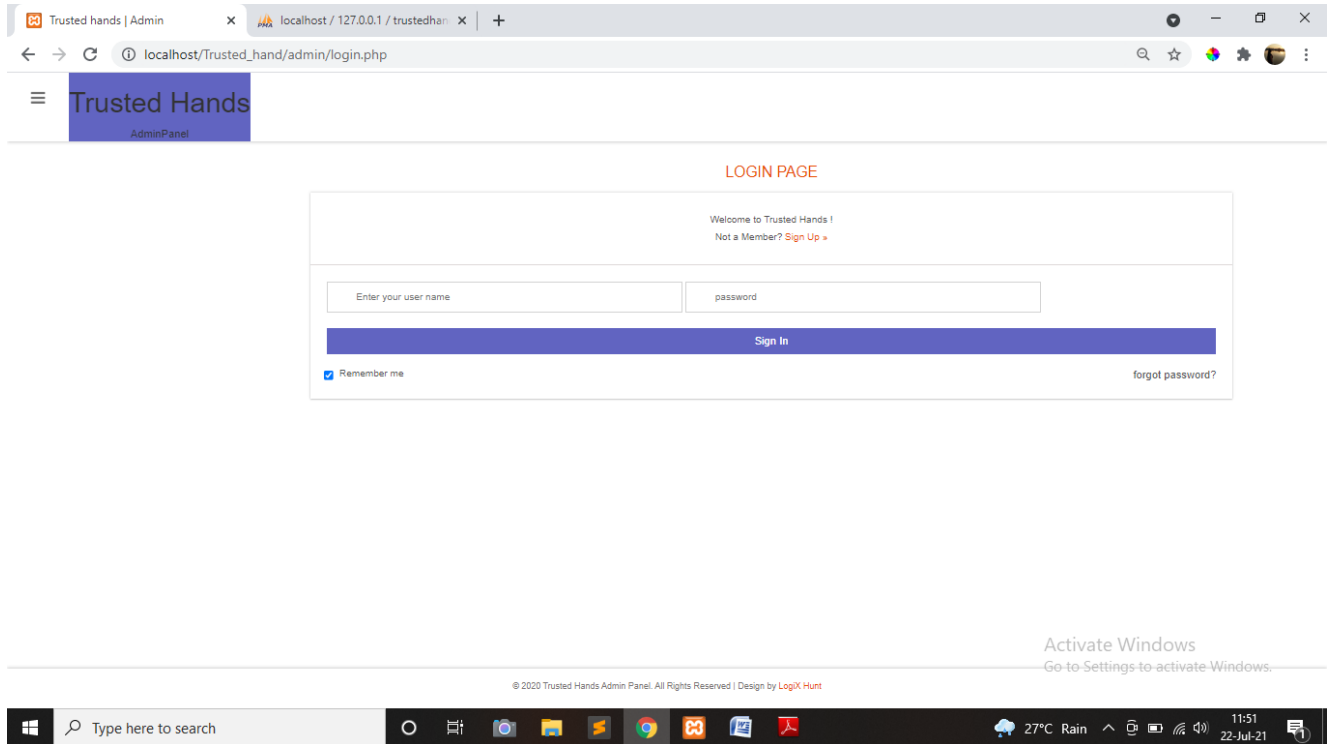 Trusted hands | Admin
localhost / 127.0.0.1 / trustedhan
localhost/Trusted_hand/admin/login.php
Trusted Hands
AdminPanel
LOGIN PAGE
Welcome to Trusted Hands !
Not a Member? Sign Up »
Enter your user name
password
Sign In
Remember me
forgot password?
Activate Windows
Go to Settings to activate Windows.
© 2020 Trusted Hands Admin Panel. All Rights Reserved | Design by LogiX Hunt
Type here to search
27°C Rain
11:51
22-Jul-21
1